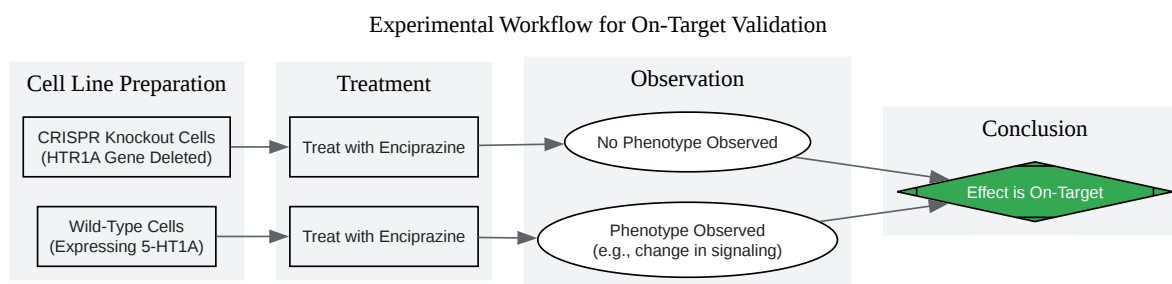 Experimental Workflow for On-Target Validation
Cell Line Preparation
CRISPR Knockout Cells
(HTR1A Gene Deleted)
Wild-Type Cells
(Expressing 5-HT1A)
Treatment
Treat with Enciprazine
Treat with Enciprazine
Observation
No Phenotype Observed
Phenotype Observed
(e.g., change in signaling)
Conclusion
Effect is On-Target